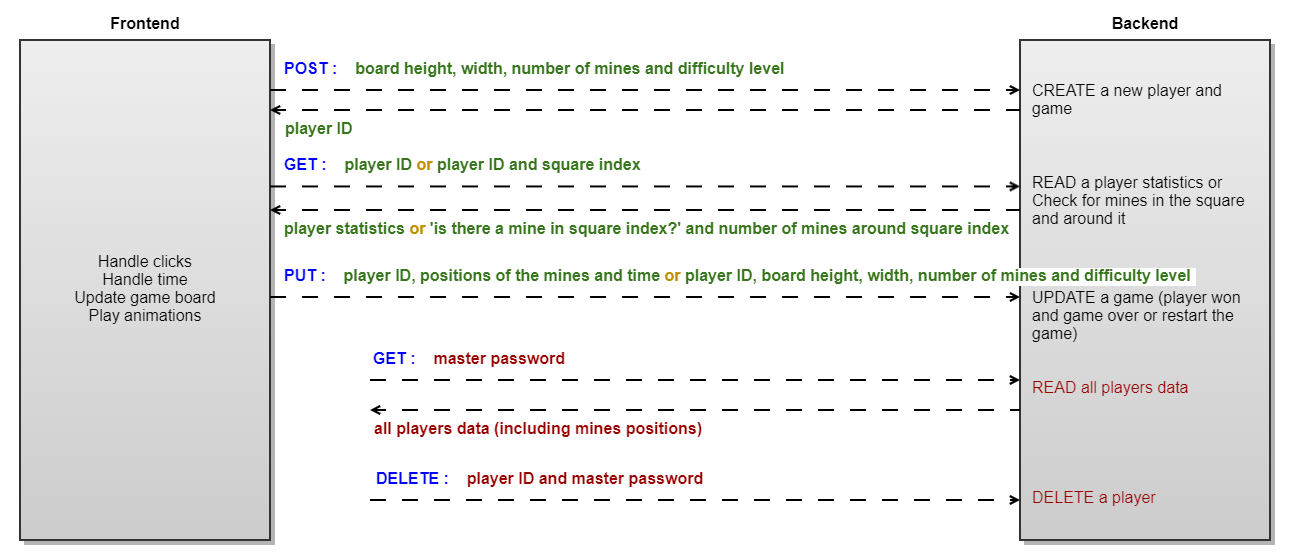 Frontend
Backend
POST : board height, width, number of mines and difficulty level
CREATE a new player and
game
player ID
GET : player ID or player ID and square index
READ a player statistics or
Check for mines in the square
and around it
player statistics or 'is there a mine in square index?' and number of mines around square index
Handle clicks
Handle time
Update game board
Play animations
PUT : player ID, positions of the mines and time or player ID, board height, width, number of mines and difficulty level
UPDATE a game (player won
and game over or restart the
game)
GET : master password
READ all players data
all players data (including mines positions)
DELETE : player ID and master password
DELETE a player